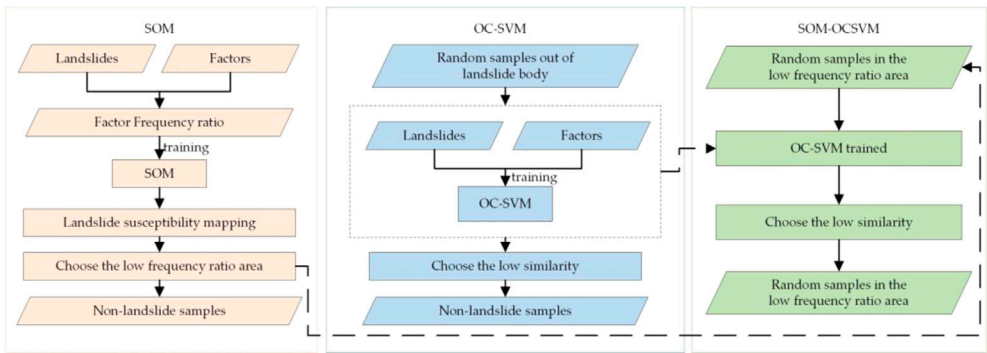 SOM
Landslides
Factors
Factor Frequency ratio
training
SOM
Landslide susceptibility mapping
Choose the low frequency ratio area
Non-landslide samples
OC-SVM
Random samples out of
landslide body
Landslides
Factors
training
OC-SVM
Choose the low similarity
Non-landslide samples
SOM-OCSVM
Random samples in the
low frequency ratio area
OC-SVM trained
Choose the low similarity
Random samples in the
low frequency ratio area